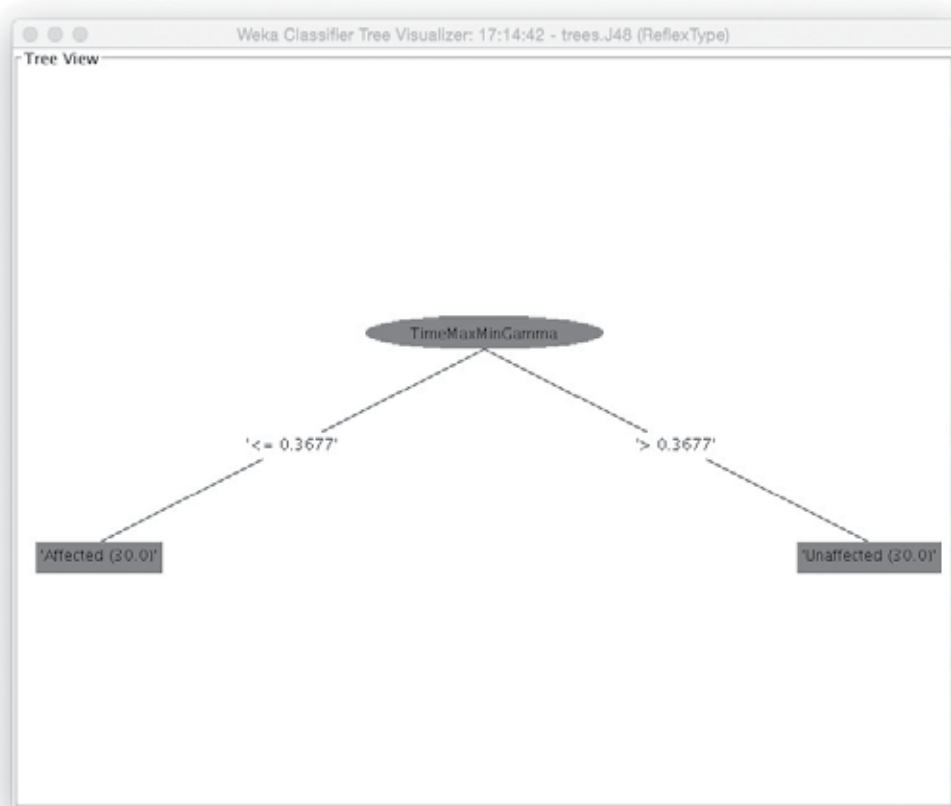 Weka Classifier Tree Visualizer: 17:14:42 - trees.J48 (ReflexType)
Tree View
TimeMaxMinGamma
'<= 0.3677' '> 0.3677'
'Affected (30.0)' 'Unaffected (30.0)'